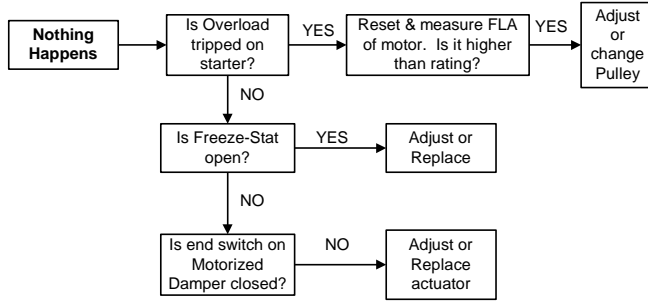 Nothing
Happens
Is Overload
tripped on
starter?
YES
Reset & measure FLA
of motor.  Is it higher
than rating?
YES
Adjust
or
change
Pulley
NO
Is Freeze-Stat
open?
YES
Adjust or
Replace
NO
Is end switch on
Motorized
Damper closed?
NO
Adjust or
Replace
actuator